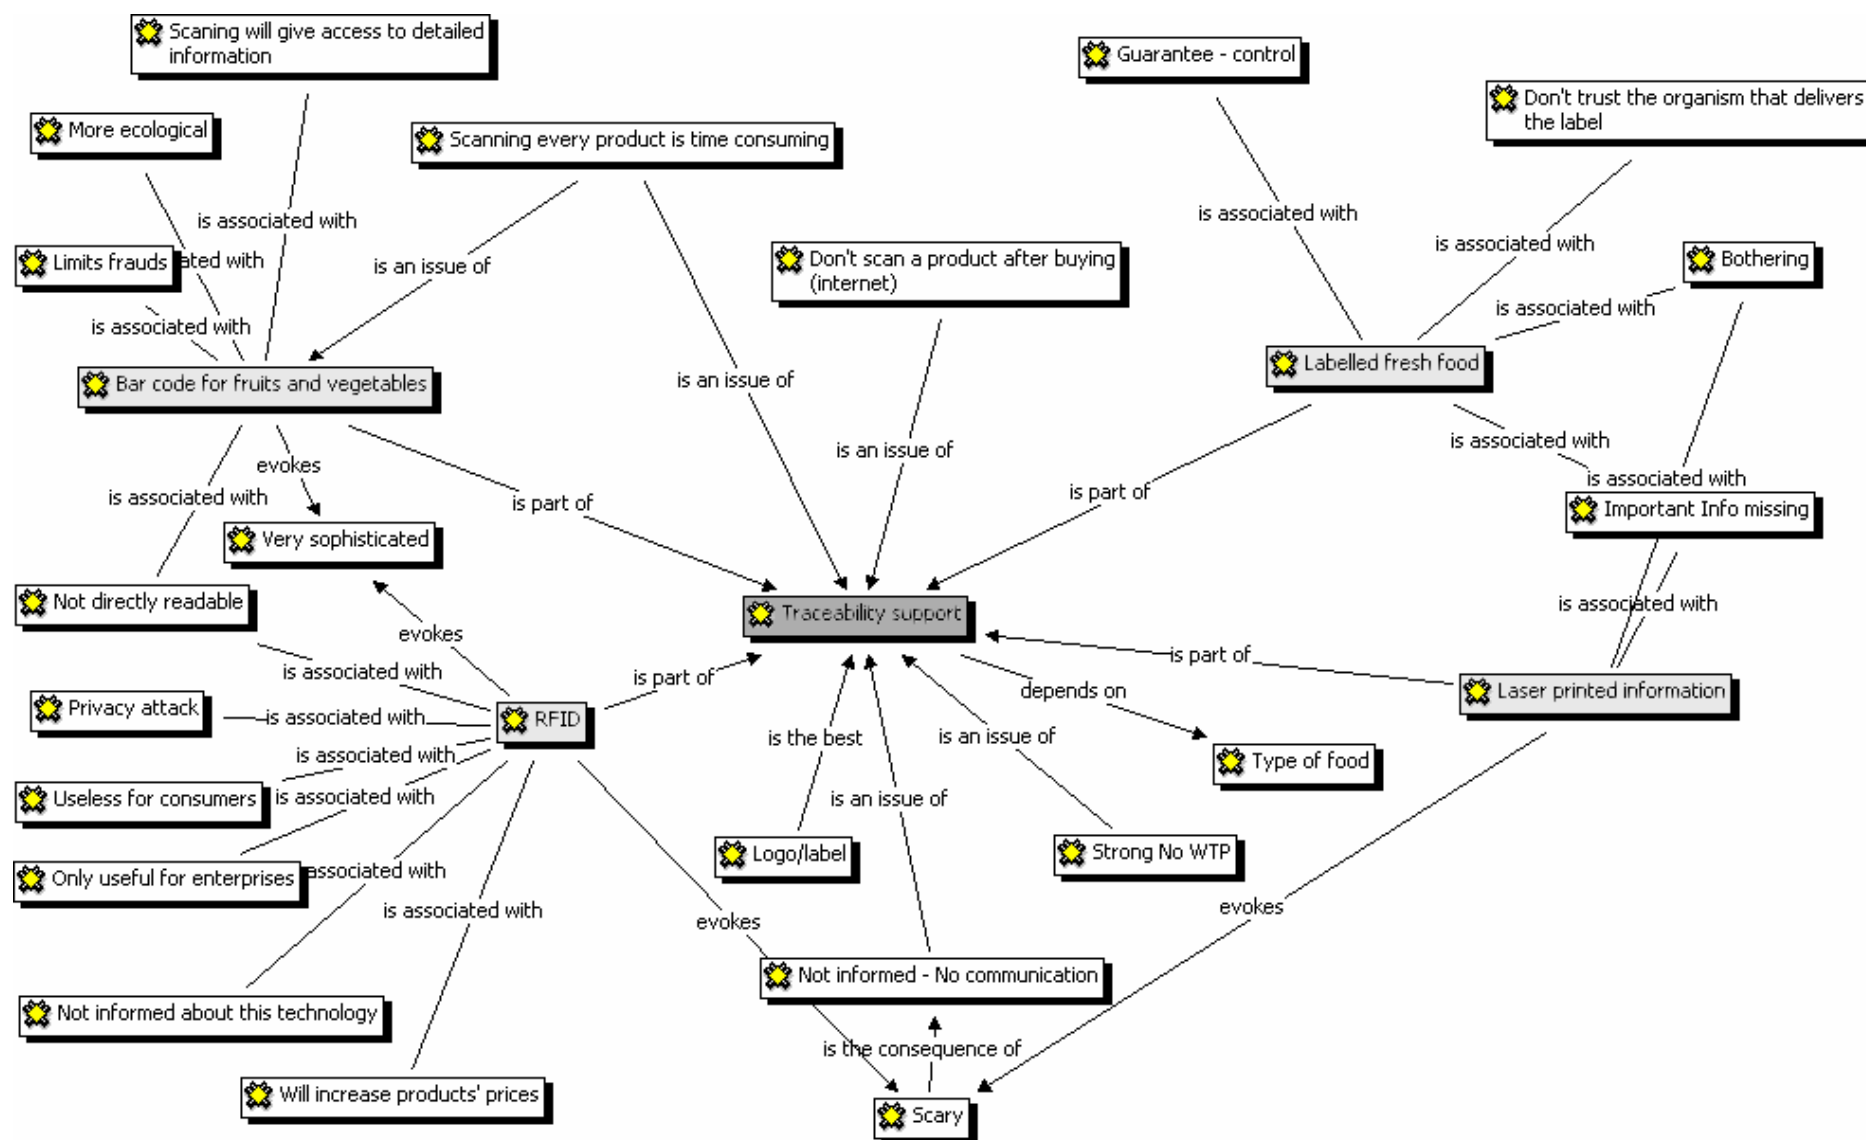 Scaning will give access to detailed
information
Guarantee - control
Don't trust the organism that delivers
the label
More ecological
Scanning every product is time consuming
is associated with
is associated with
is associated with
Limits frauds
ated with
is an issue of
Don't scan a product after buying
(internet)
Bothering
is associated with
is associated with
Bar code for fruits and vegetables
is an issue of
Labelled fresh food
is associated with
evokes
is an issue of
is associated with
is associated with
is part of
is part of
Important Info missing
Very sophisticated
Not directly readable
Traceability support
is associated with
evokes
is associated with
is part of
is part of
depends on
Laser printed information
Privacy attack
is associated with
RFID
is the best
is an issue of
is associated with
Type of food
Useless for consumers
is associated with
is an issue of
Logo/label
Strong No WTP
Only useful for enterprises
associated with
is associated with
evokes
evokes
Not informed - No communication
Not informed about this technology
is the consequence of
Will increase products' prices
Scary